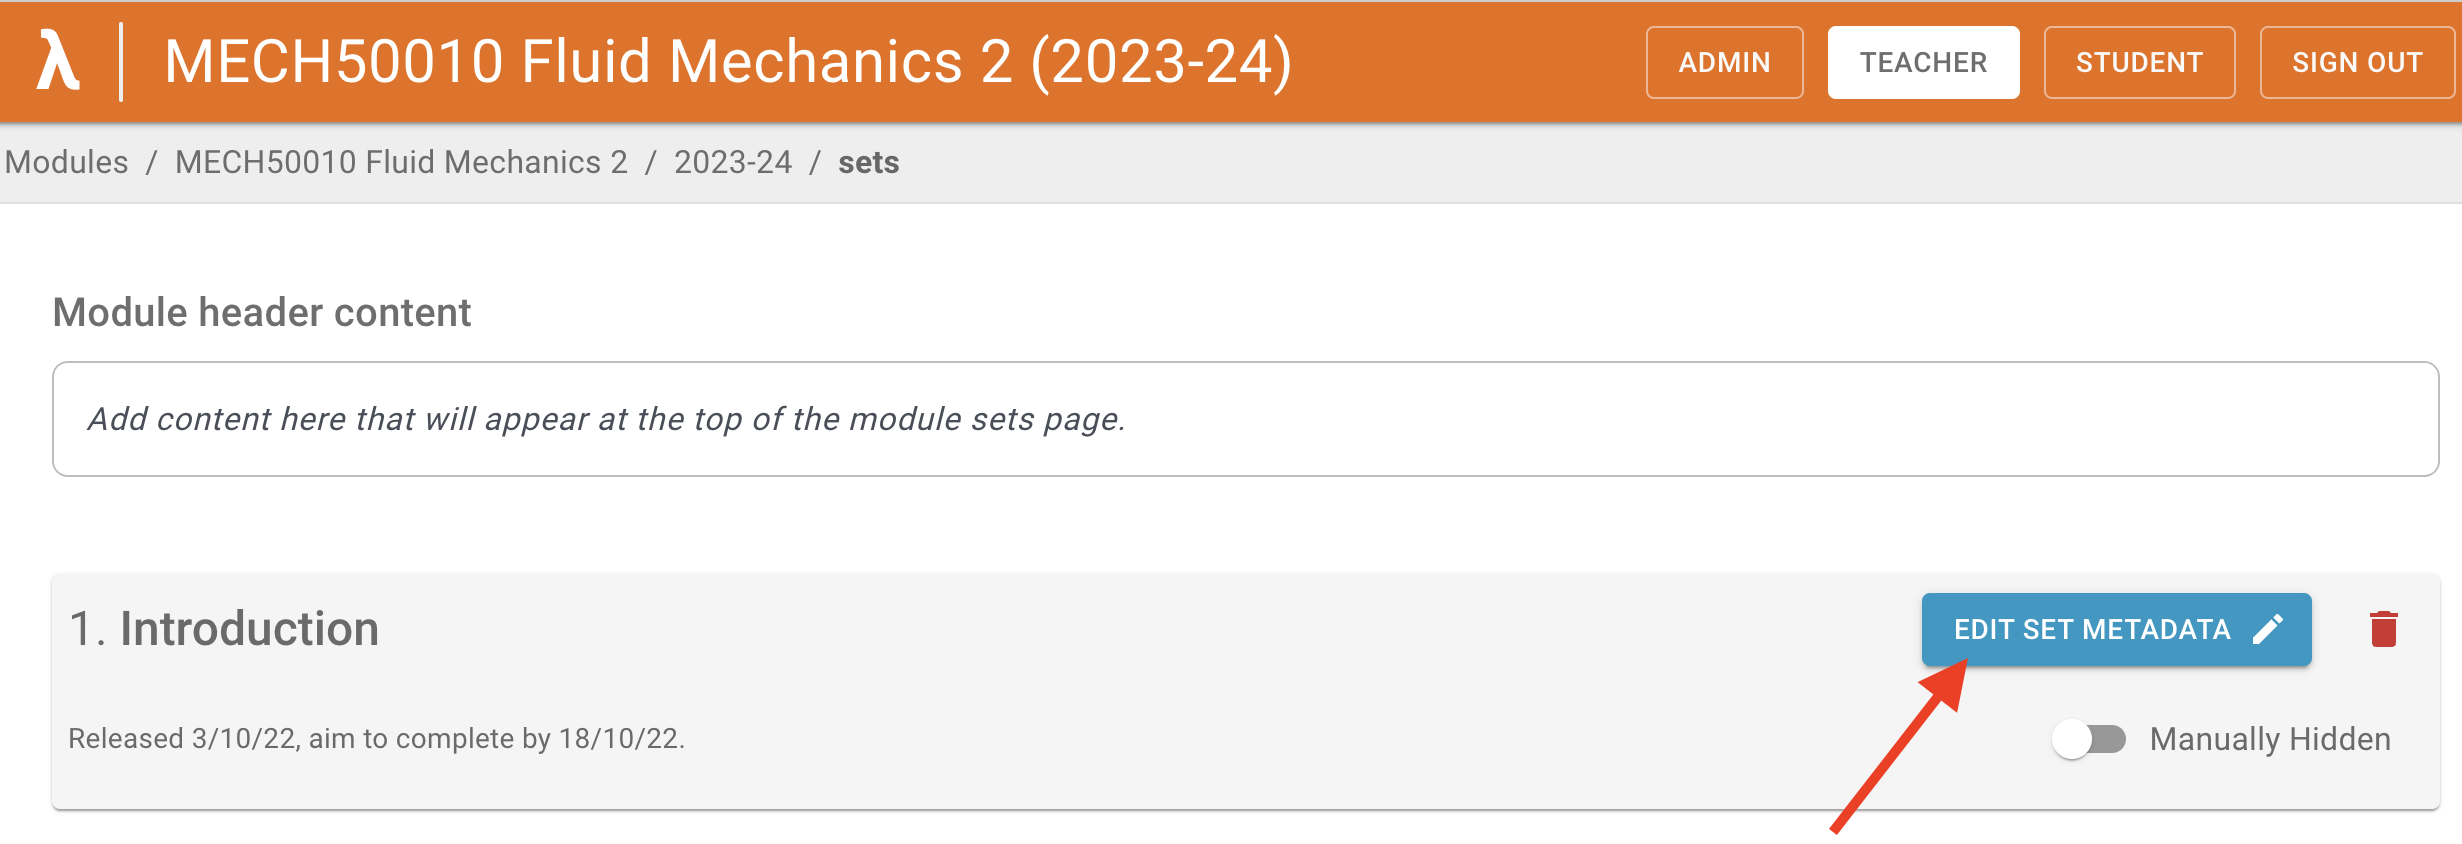 λ MECH50010 Fluid Mechanics 2 (2023-24) ADMIN TEACHER STUDENT SIGN OUT
Modules / MECH50010 Fluid Mechanics 2 / 2023-24 / sets
Module header content
Add content here that will appear at the top of the module sets page.
1. Introduction EDIT SET METADATA
Released 3/10/22, aim to complete by 18/10/22. Manually Hidden